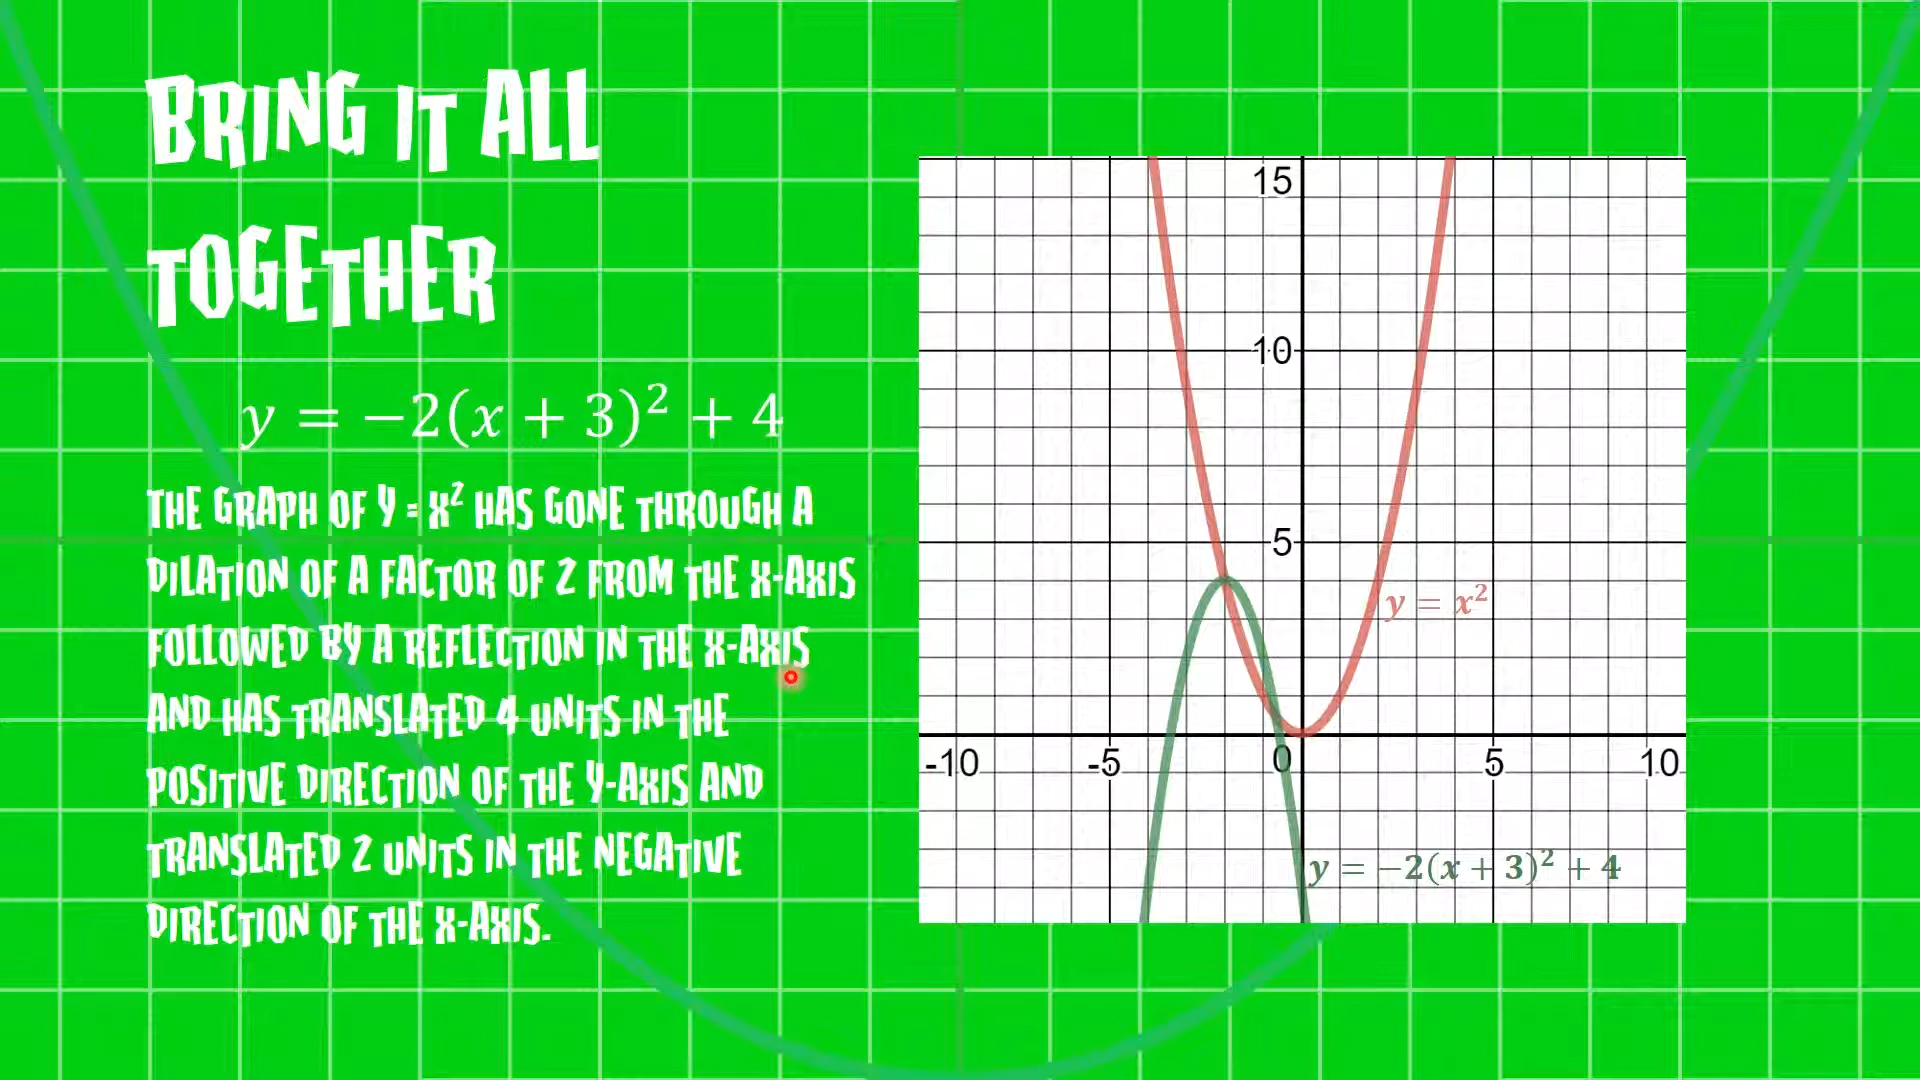 BRING IT ALL
TOGETHER
y = −2(x + 3)² + 4
THE GRAPH OF Y = X² HAS GONE THROUGH A
DILATION OF A FACTOR OF 2 FROM THE X-AXIS
FOLLOWED BY A REFLECTION IN THE X-AXIS
AND HAS TRANSLATED 4 UNITS IN THE
POSITIVE DIRECTION OF THE Y-AXIS AND
TRANSLATED 2 UNITS IN THE NEGATIVE
DIRECTION OF THE X-AXIS.
15
10
5
y = x²
-10 -5 0 5 10
y = −2(x + 3)² + 4